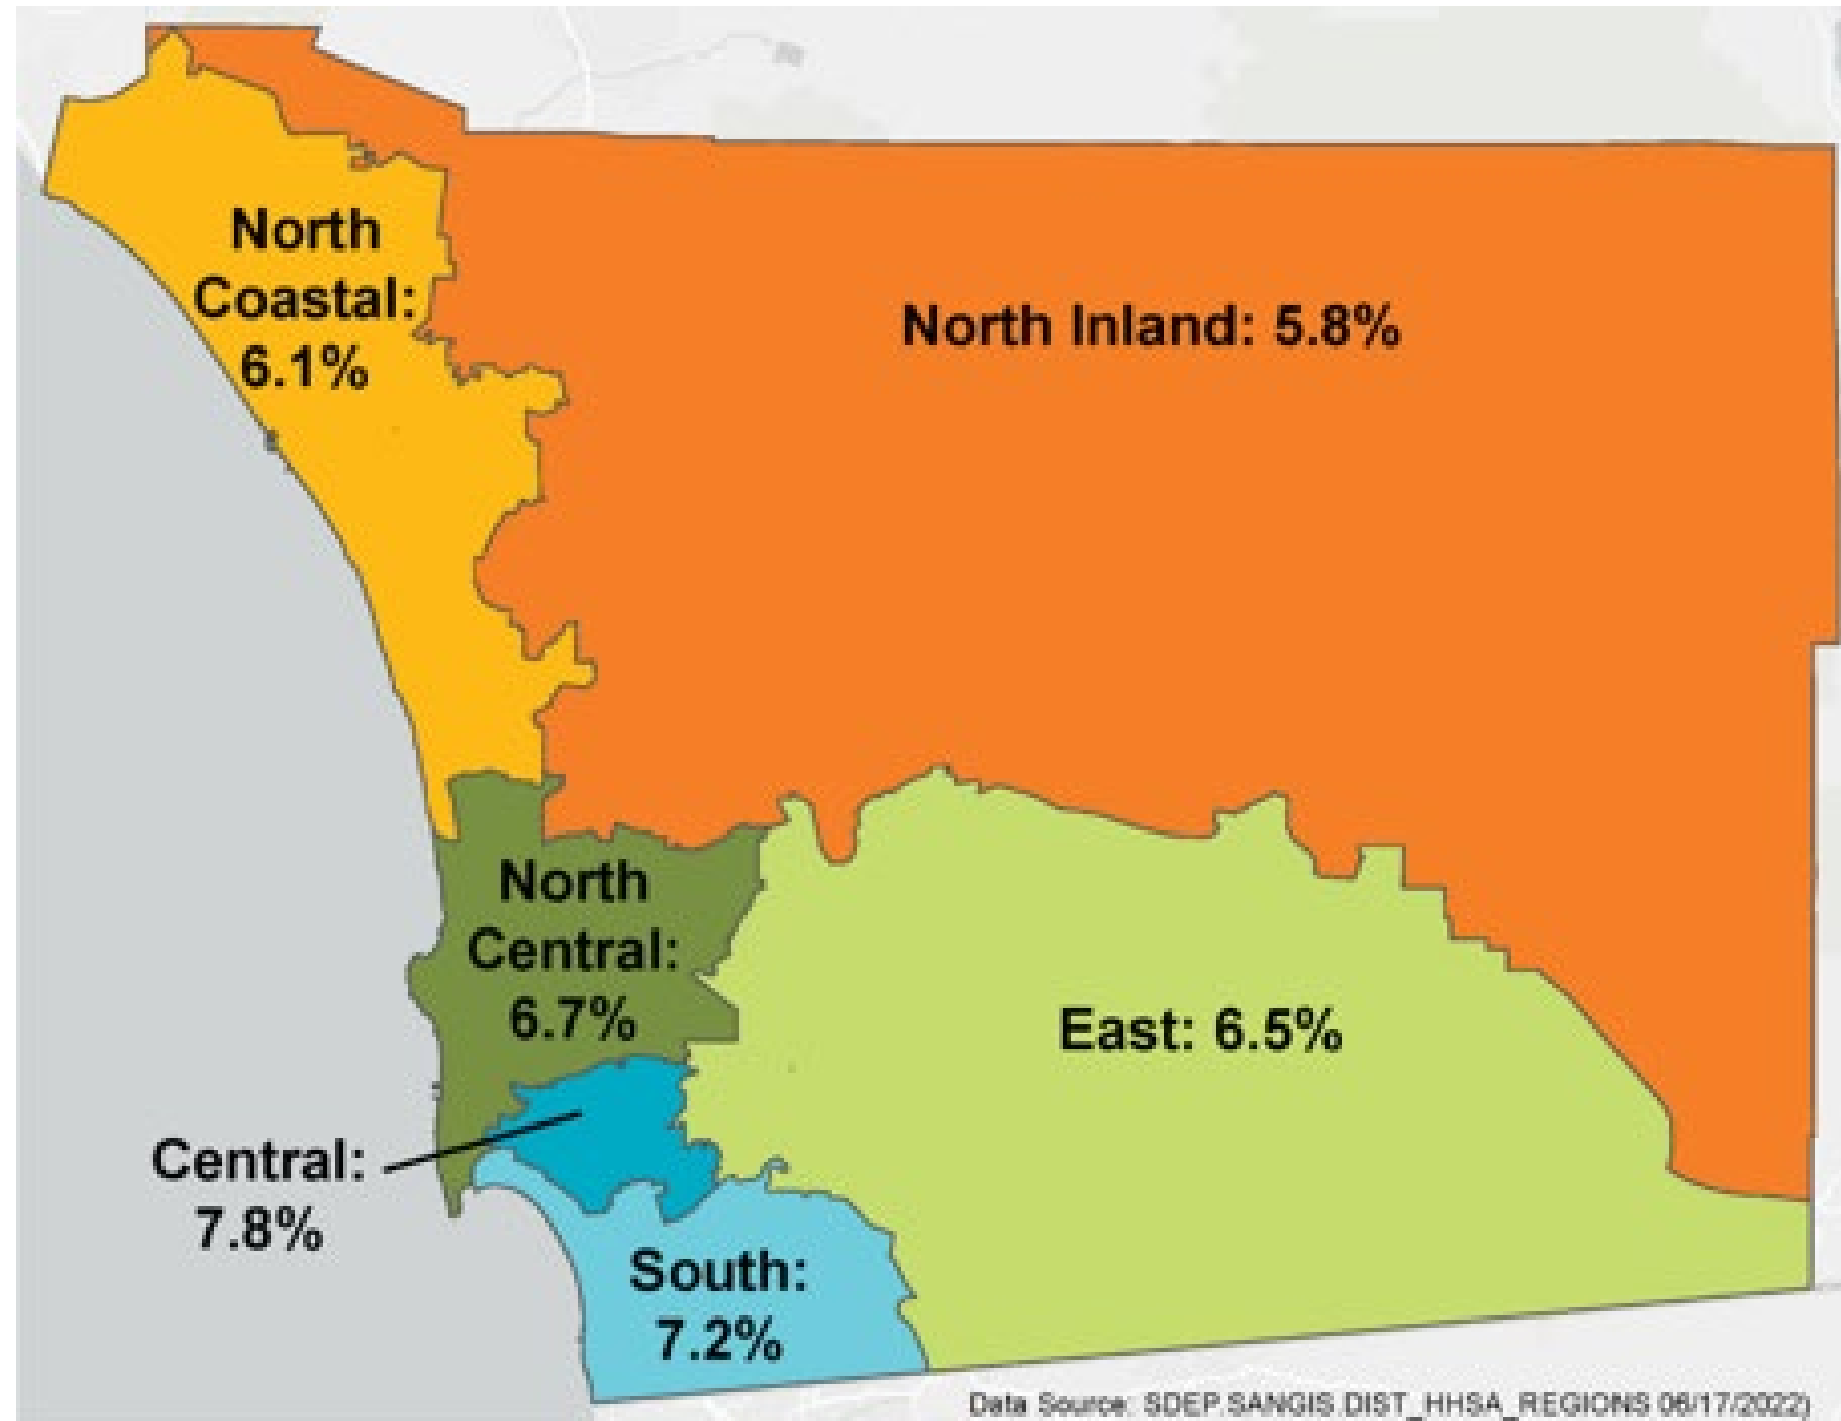 North
Coastal:
6.1%
North Inland: 5.8%
North
Central:
6.7%
East: 6.5%
Central:
7.8%
South:
7.2%
Data Source: SDEP.SANGIS.DIST_HHSA_REGIONS 06/17/2022)